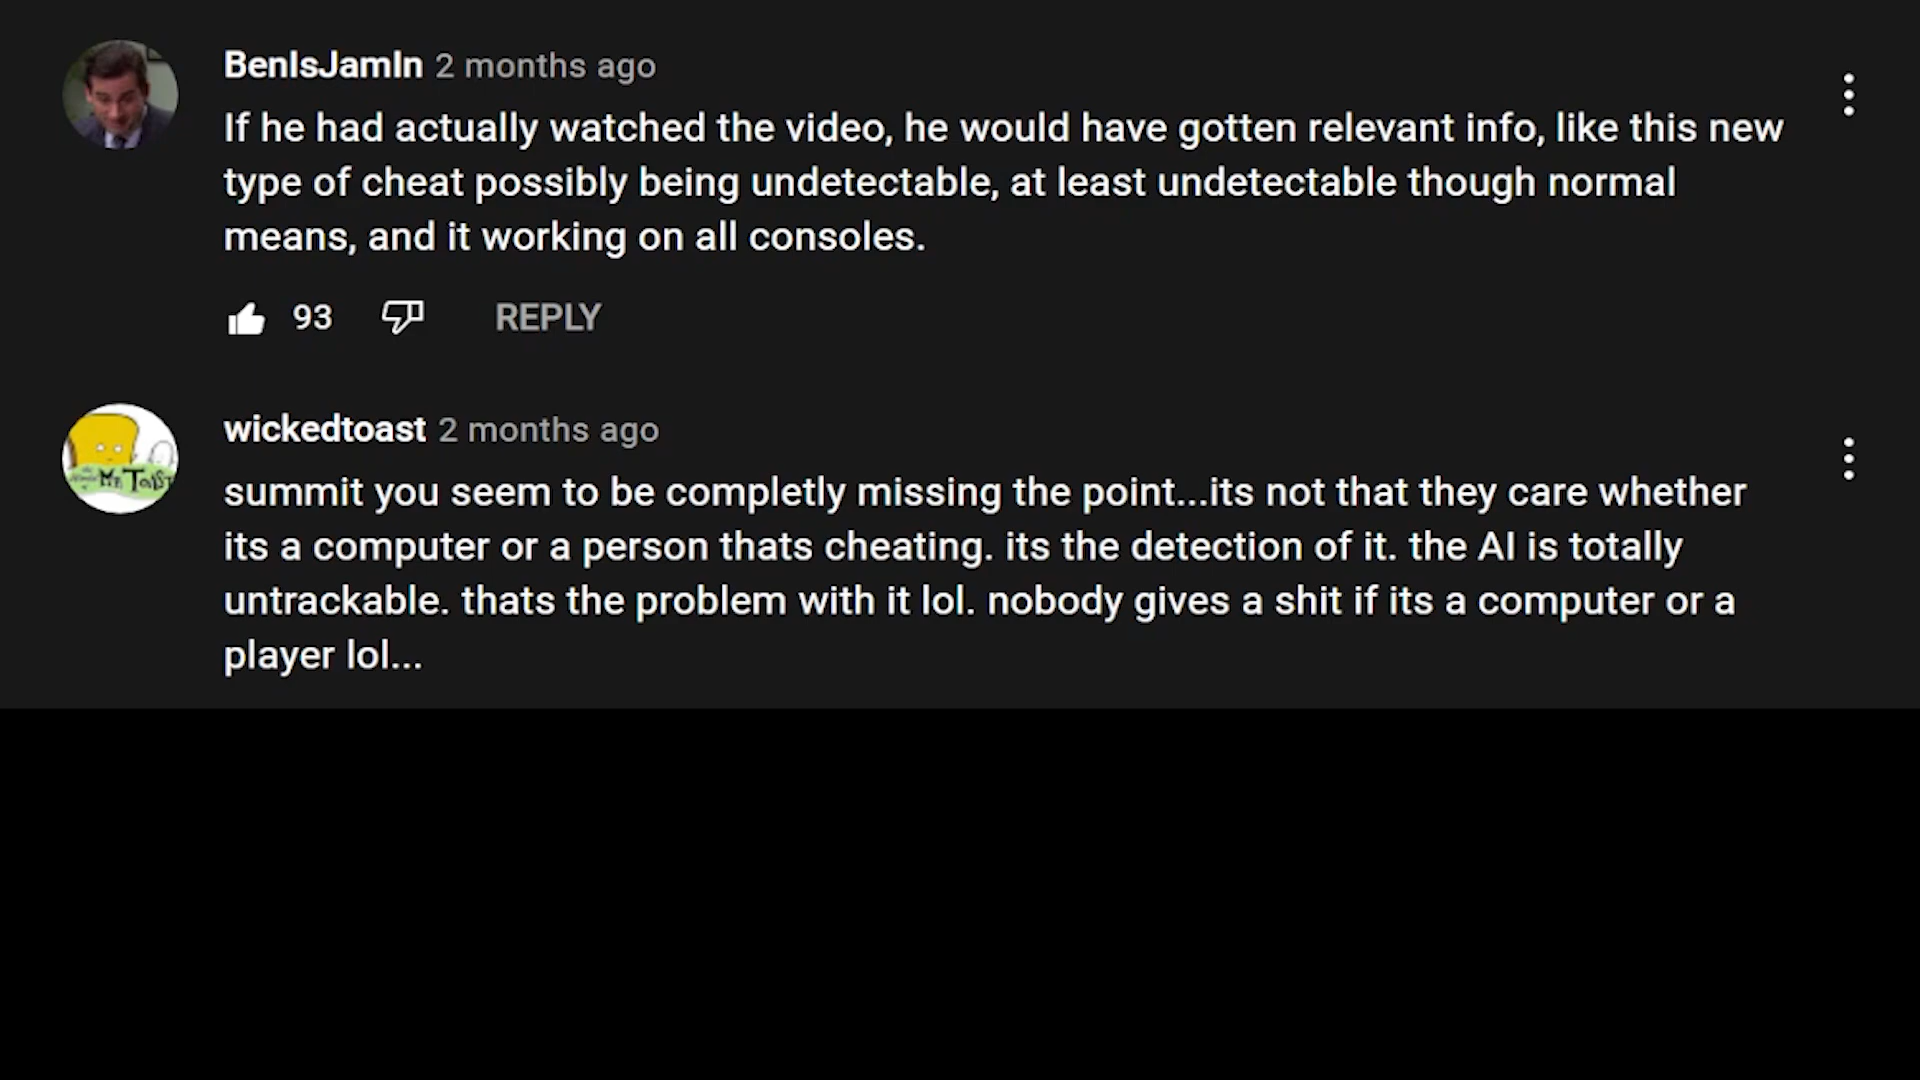 BenIsJamIn 2 months ago
If he had actually watched the video, he would have gotten relevant info, like this new
type of cheat possibly being undetectable, at least undetectable though normal
means, and it working on all consoles.
93 REPLY
wickedtoast 2 months ago
Mr Toast
summit you seem to be completly missing the point...its not that they care whether
its a computer or a person thats cheating. its the detection of it. the AI is totally
untrackable. thats the problem with it lol. nobody gives a shit if its a computer or a
player lol...